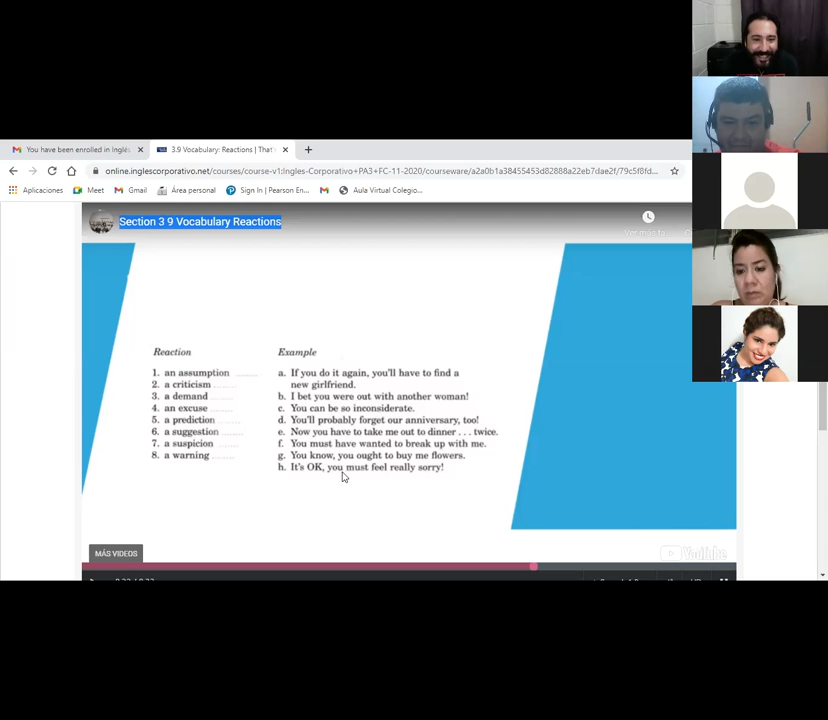 You have been enrolled in Inglés
3.9 Vocabulary: Reactions | That'
online.inglescorporativo.net/courses/course-v1:Ingles-Corporativo+PA3+FC-11-2020/courseware/a2a0b1a38455453d82888a22eb7dae2f/79c5f8fd...
Aplicaciones Meet Gmail Área personal Sign In | Pearson En... Aula Virtual Colegio...
Section 3 9 Vocabulary Reactions
Ver más ta
Reaction Example
1. an assumption ........ a. If you do it again, you'll have to find a
new girlfriend.
2. a criticism ........ b. I bet you were out with another woman!
3. a demand ........ c. You can be so inconsiderate.
4. an excuse ........ d. You'll probably forget our anniversary, too!
5. a prediction ........ e. Now you have to take me out to dinner . . . twice.
6. a suggestion ........ f. You must have wanted to break up with me.
7. a suspicion ........ g. You know, you ought to buy me flowers.
8. a warning ........ h. It's OK, you must feel really sorry!
MÁS VIDEOS
YouTube